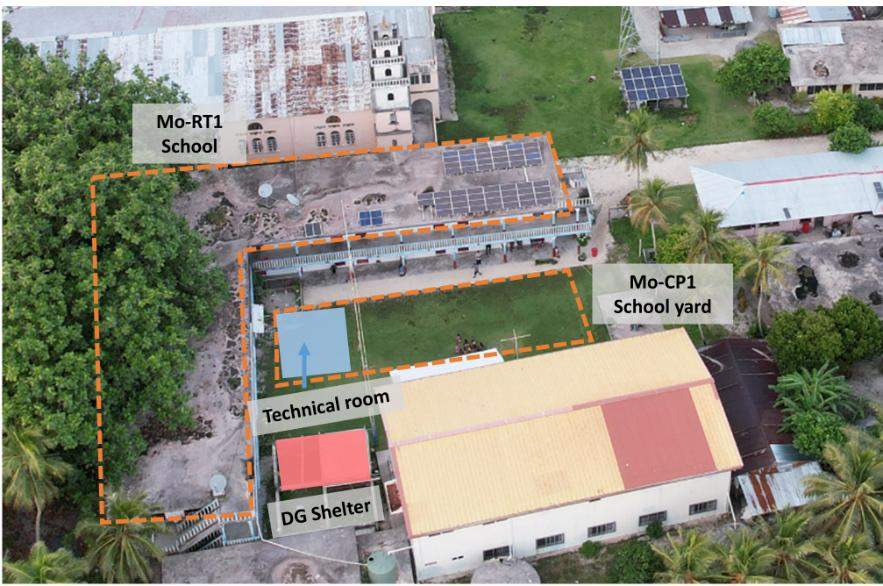 Mo-RT1
School
Mo-CP1
School yard
Technical room
DG Shelter